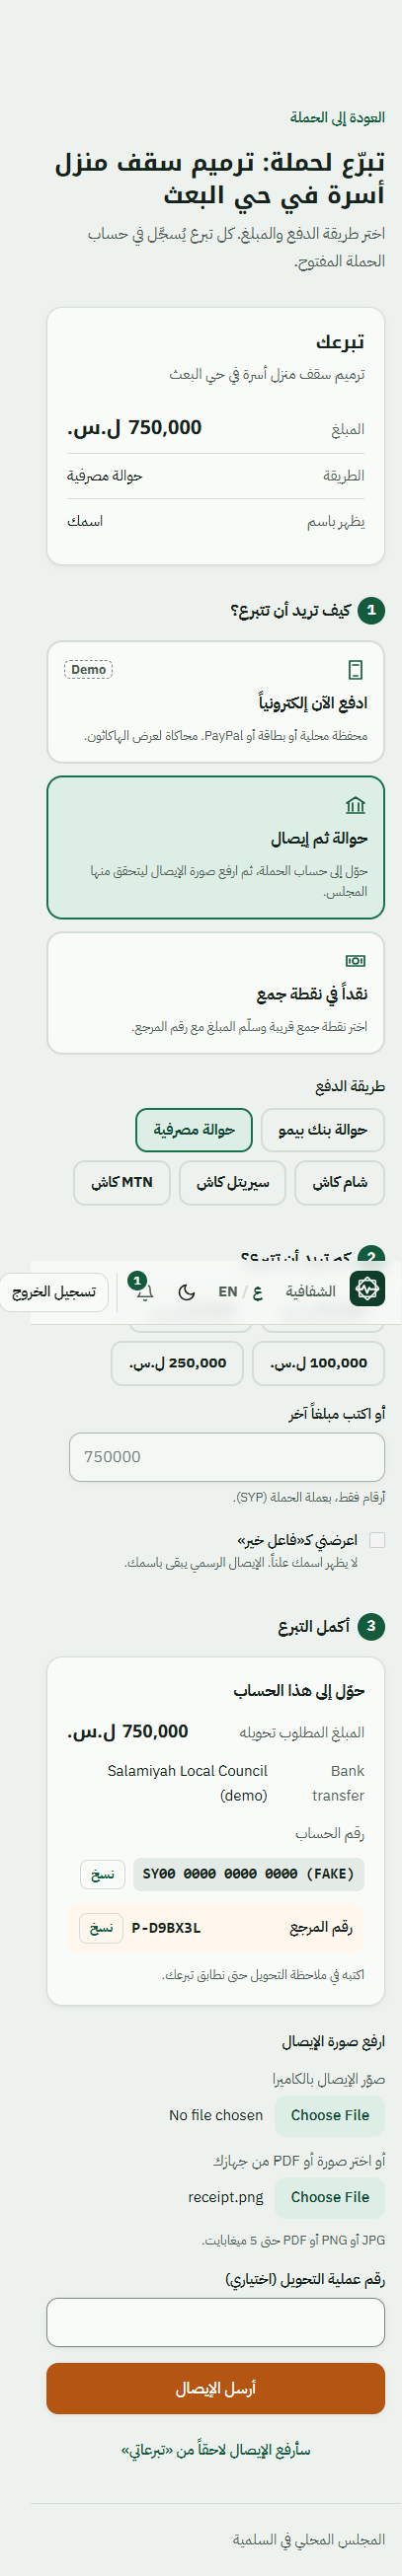 العودة إلى الحملة
تبرّع لحملة: ترميم سقف منزل
أسرة في حي البعث
اختر طريقة الدفع والمبلغ. كل تبرع يُسجَّل في حساب
الحملة المفتوح.
تبرعك
ترميم سقف منزل أسرة في حي البعث
المبلغ 750,000 ل.س.
الطريقة حوالة مصرفية
يظهر باسم اسمك
1 كيف تريد أن تتبرع؟
Demo
ادفع الآن إلكترونياً
محفظة محلية أو بطاقة أو PayPal. محاكاة لعرض الهاكاثون.
حوالة ثم إيصال
حوّل إلى حساب الحملة، ثم ارفع صورة الإيصال ليتحقق منها
المجلس.
نقداً في نقطة جمع
اختر نقطة جمع قريبة وسلّم المبلغ مع رقم المرجع.
طريقة الدفع
حوالة بنك بيمو حوالة مصرفية
شام كاش سيريتل كاش MTN كاش
2 كم تريد أن تتبرع؟
الشفافية ع / EN 1 تسجيل الخروج
100,000 ل.س. 250,000 ل.س.
أو اكتب مبلغاً آخر
750000
أرقام فقط، بعملة الحملة (SYP).
اعرضني كـ«فاعل خير»
لا يظهر اسمك علناً. الإيصال الرسمي يبقى باسمك.
3 أكمل التبرع
حوّل إلى هذا الحساب
المبلغ المطلوب تحويله 750,000 ل.س.
Bank transfer Salamiyah Local Council (demo)
رقم الحساب
SY00 0000 0000 0000 (FAKE) نسخ
رقم المرجع P-D9BX3L نسخ
اكتبه في ملاحظة التحويل حتى نطابق تبرعك.
ارفع صورة الإيصال
صوّر الإيصال بالكاميرا
Choose File No file chosen
أو اختر صورة أو PDF من جهازك
Choose File receipt.png
JPG أو PNG أو PDF حتى 5 ميغابايت.
رقم عملية التحويل (اختياري)
أرسل الإيصال
سأرفع الإيصال لاحقاً من «تبرعاتي»
المجلس المحلي في السلمية